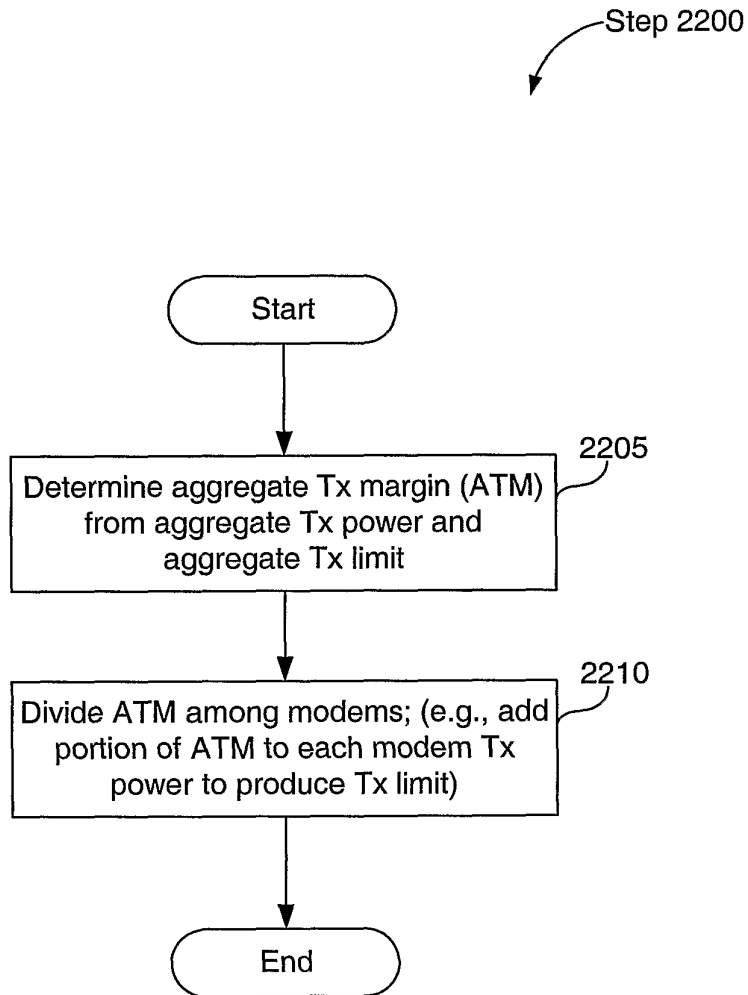 Step 2200
Start
2205
Determine aggregate Tx margin (ATM)
from aggregate Tx power and
aggregate Tx limit
2210
Divide ATM among modems; (e.g., add
portion of ATM to each modem Tx
power to produce Tx limit)
End